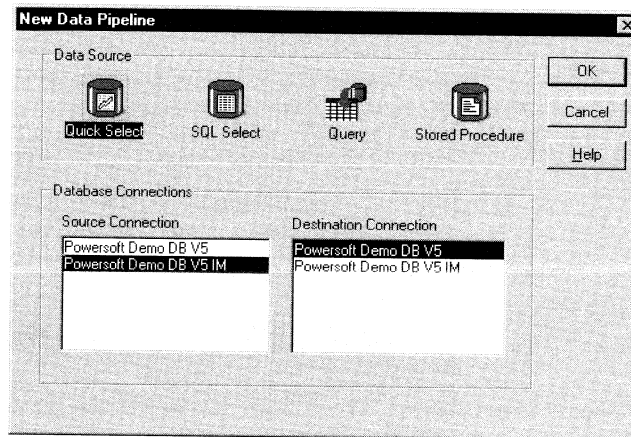 New Data Pipeline
Data Source
Quick Select
SQL Select
Query
Stored Procedure
OK
Cancel
Help
Database Connections
Source Connection
Powersoft Demo DB V5
Powersoft Demo DB V5 IM
Destination Connection
Powersoft Demo DB V5
Powersoft Demo DB V5 IM